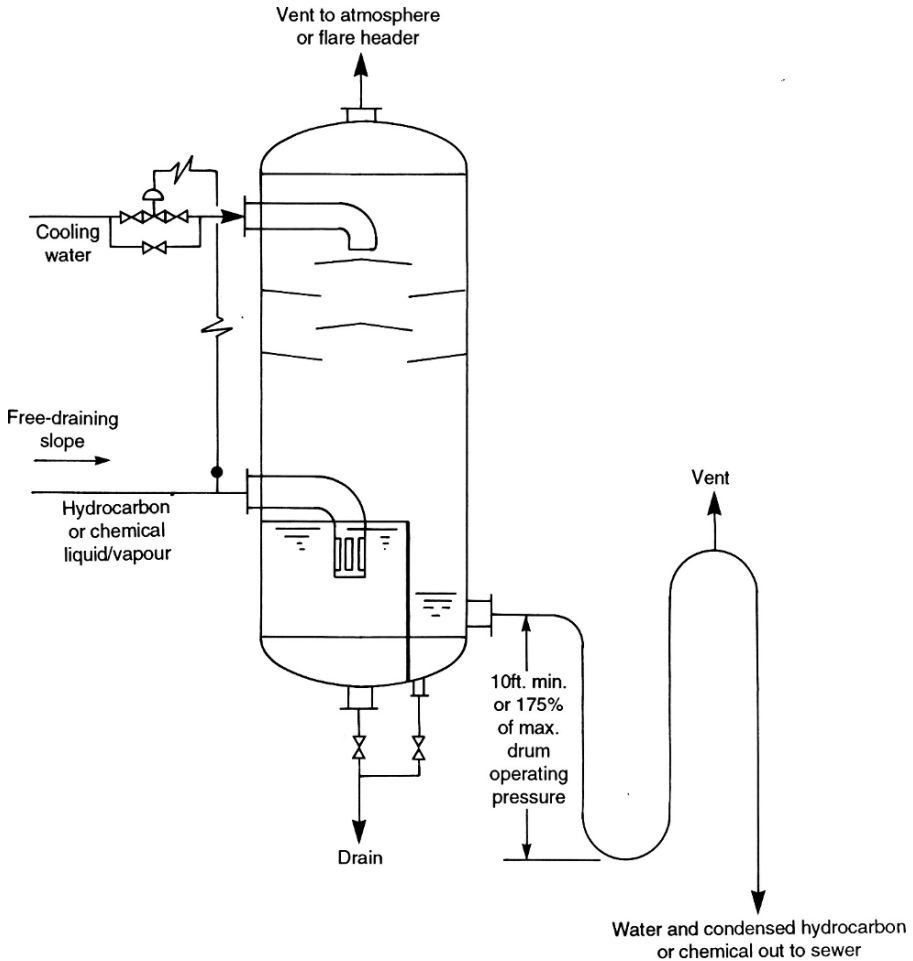 Vent to atmosphere
or flare header
Cooling
water
Free-draining
slope
Hydrocarbon
or chemical
liquid/vapour
Vent
10ft. min.
or 175%
of max.
drum
operating
pressure
Drain
Water and condensed hydrocarbon
or chemical out to sewer